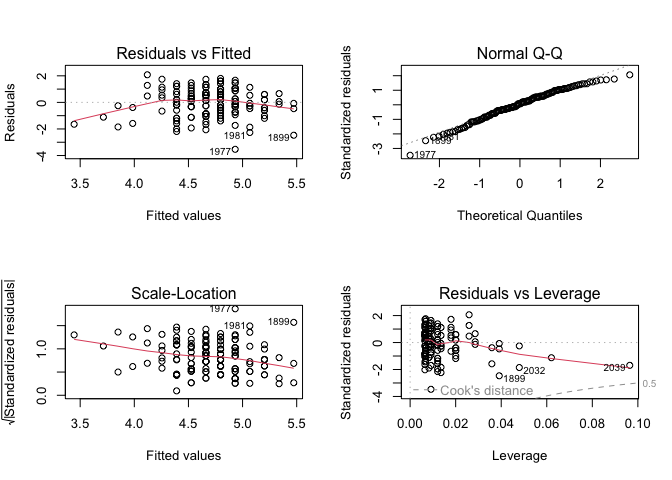 Residuals vs Fitted
Residuals
2
0
-2
-4
1981
1899
1977
3.5 4.0 4.5 5.0 5.5
Fitted values
Normal Q-Q
Standardized residuals
1
-1
-3
1977
-2 -1 0 1 2
Theoretical Quantiles
Scale-Location
√|Standardized residuals|
1.0
0.0
1977
1981
1899
3.5 4.0 4.5 5.0 5.5
Fitted values
Residuals vs Leverage
Standardized residuals
2
0
-2
-4
2039
2032
1899
Cook's distance
0.5
0.00 0.02 0.04 0.06 0.08 0.10
Leverage